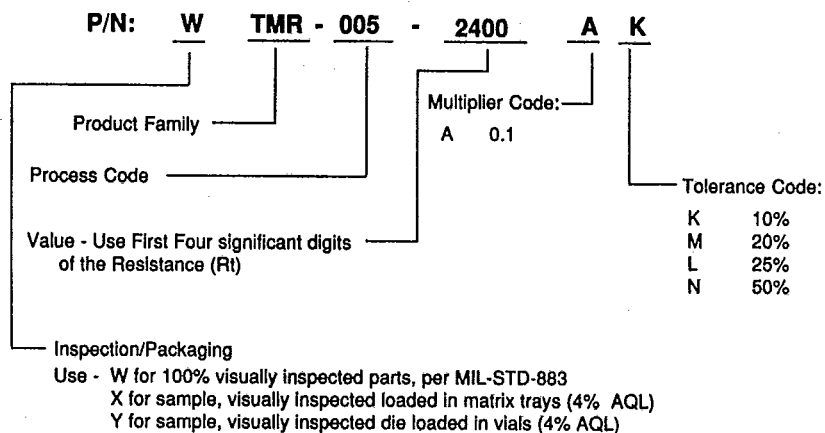 P/N: W TMR - 005 - 2400 A K
Multiplier Code:
A 0.1
Product Family
Process Code
Tolerance Code:
K 10%
M 20%
L 25%
N 50%
Value - Use First Four significant digits
of the Resistance (Rt)
Inspection/Packaging
Use - W for 100% visually inspected parts, per MIL-STD-883
X for sample, visually inspected loaded in matrix trays (4% AQL)
Y for sample, visually inspected die loaded in vials (4% AQL)